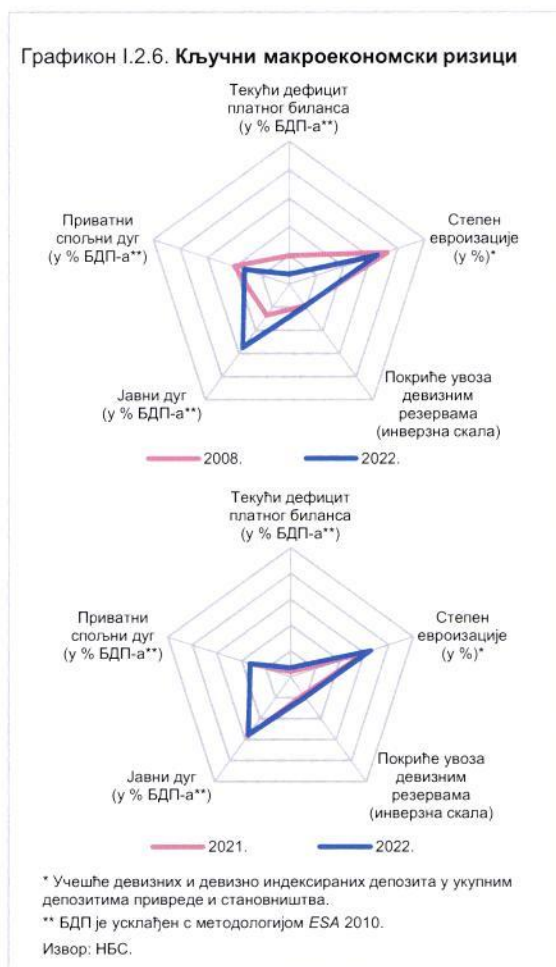 Графикон I.2.6. Кључни макроекономски ризици
Текући дефицит
платног биланса
(у % БДП-а**)
Приватни
спољни дуг
(у % БДП-а**)
Степен
евроизације
(у %)*
Јавни дуг
(у % БДП-а**)
Покриће увоза
девизним
резервама
(инверзна скала)
2008.
2022.
Текући дефицит
платног биланса
(у % БДП-а**)
Приватни
спољни дуг
(у % БДП-а**)
Степен
евроизације
(у %)*
Јавни дуг
(у % БДП-а**)
Покриће увоза
девизним
резервама
(инверзна скала)
2021.
2022.
* Учешће девизних и девизно индексираних депозита у укупним
депозитима привреде и становништва.
** БДП је усклађен с методологијом ESA 2010.
Извор: НБС.